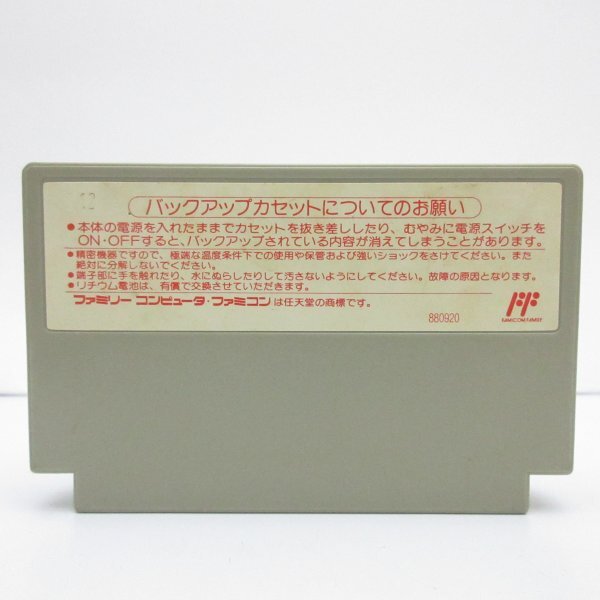 12
バックアップカセットについてのお願い
●本体の電源を入れたままでカセットを抜き差ししたり、むやみに電源スイッチを
ON・OFFすると、バックアップされている内容が消えてしまうことがあります。
●精密機器ですので、極端な温度条件下での使用や保管および強いショックをさけてください。また
絶対に分解しないでください。
●端子部に手を触れたり、水にぬらしたりして汚さないようにしてください。故障の原因となります。
●リチウム電池は、有償で交換させていただきます。
ファミリーコンピュータ・ファミコンは任天堂の商標です。
880920
FAMICOM FAMILY